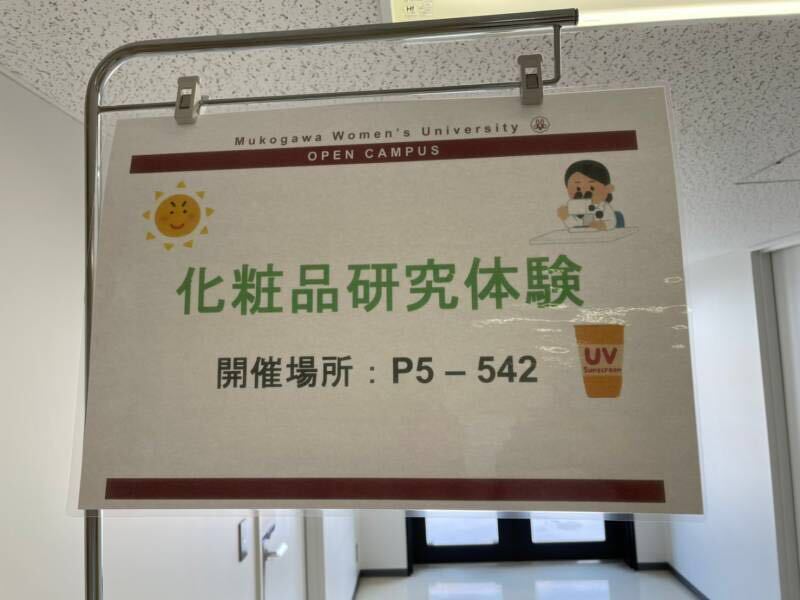 Mukogawa Women's University
OPEN CAMPUS
化粧品研究体験
開催場所：P5 – 542
UV
Sunscreen